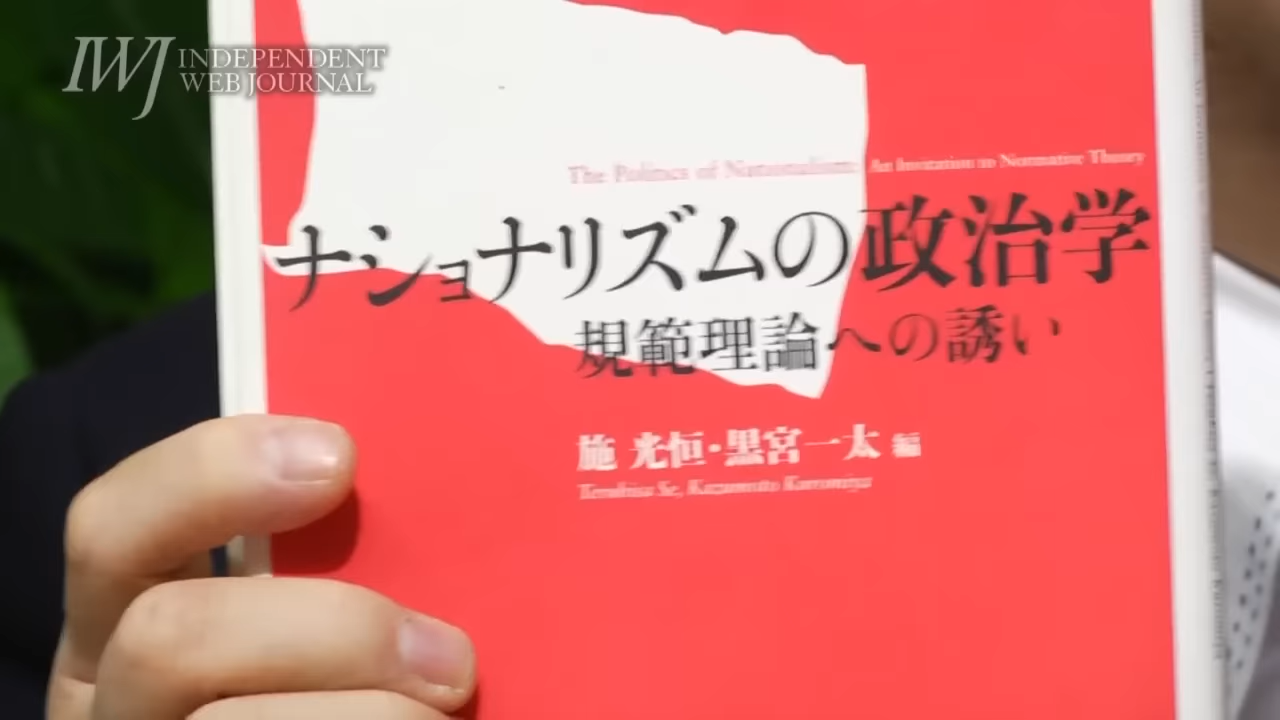 IWJ INDEPENDENT
WEB JOURNAL
The Politics of Nationalism: An Invitation to Normative Theory
ナショナリズムの政治学
規範理論への誘い
施 光恒・黒宮一太 編
Teruhisa Se, Kazumoto Kuromiya